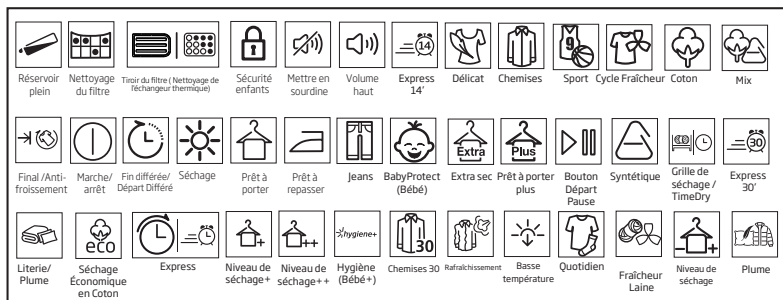 14
9
Réservoir plein
Nettoyage du filtre
Tiroir du filtre ( Nettoyage de l'échangeur thermique)
Sécurité enfants
Mettre en sourdine
Volume haut
Express 14'
Délicat
Chemises
Sport
Cycle Fraîcheur
Coton
Mix
Extra
Plus
30
Final /Anti-froissement
Marche/ arrêt
Fin différée/ Départ Différé
Séchage
Prêt à porter
Prêt à repasser
Jeans
BabyProtect (Bébé)
Extra sec
Prêt à porter plus
Bouton Départ Pause
Syntétique
Grille de séchage / TimeDry
Express 30'
eco
hygiene+
30
Literie/ Plume
Séchage Économique en Coton
Express
Niveau de séchage+
Niveau de séchage++
Hygiène (Bébé+)
Chemises 30
Rafraîchissement
Basse température
Quotidien
Fraîcheur Laine
Niveau de séchage
Plume